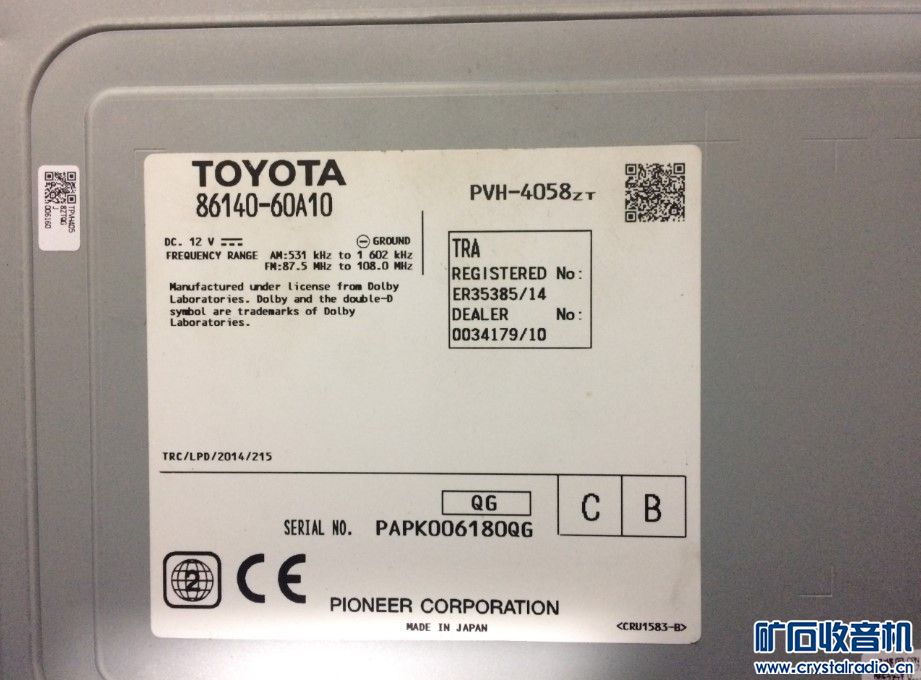 TOYOTA
86140-60A10
PVH-4058ZT
DC. 12 V
GROUND
FREQUENCY RANGE AM:531 kHz to 1 602 kHz
FM:87.5 MHz to 108.0 MHz
Manufactured under license from Dolby
Laboratories. Dolby and the double-D
symbol are trademarks of Dolby
Laboratories.
TRA
REGISTERED No:
ER35385/14
DEALER No:
0034179/10
TRC/LPD/2014/215
QG
SERIAL NO. PAPK006180QG
C B
2 CE
PIONEER CORPORATION
MADE IN JAPAN
<CRU1583-B>
矿石收音机
www.crystalradio.cn